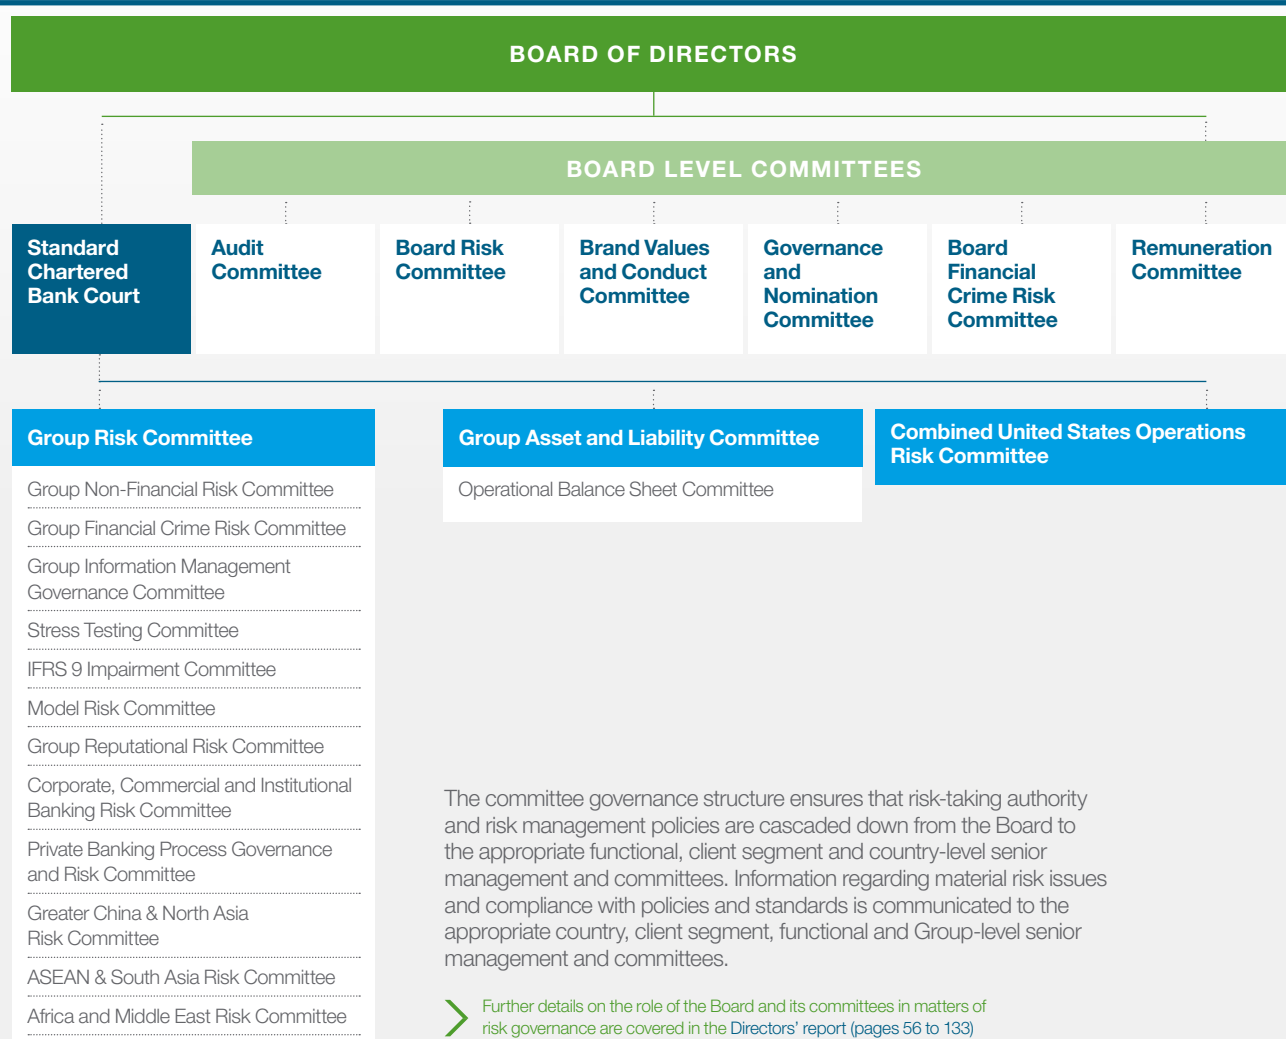 BOARD OF DIRECTORS
BOARD LEVEL COMMITTEES
Standard
Chartered
Bank Court
Audit
Committee
Board Risk
Committee
Brand Values
and Conduct
Committee
Governance
and
Nomination
Committee
Board
Financial
Crime Risk
Committee
Remuneration
Committee
Group Risk Committee
Group Non-Financial Risk Committee
Group Financial Crime Risk Committee
Group Information Management
Governance Committee
Stress Testing Committee
IFRS 9 Impairment Committee
Model Risk Committee
Group Reputational Risk Committee
Corporate, Commercial and Institutional
Banking Risk Committee
Private Banking Process Governance
and Risk Committee
Greater China & North Asia
Risk Committee
ASEAN & South Asia Risk Committee
Africa and Middle East Risk Committee
Group Asset and Liability Committee
Operational Balance Sheet Committee
Combined United States Operations
Risk Committee
The committee governance structure ensures that risk-taking authority
and risk management policies are cascaded down from the Board to
the appropriate functional, client segment and country-level senior
management and committees. Information regarding material risk issues
and compliance with policies and standards is communicated to the
appropriate country, client segment, functional and Group-level senior
management and committees.
Further details on the role of the Board and its committees in matters of
risk governance are covered in the Directors' report (pages 56 to 133)